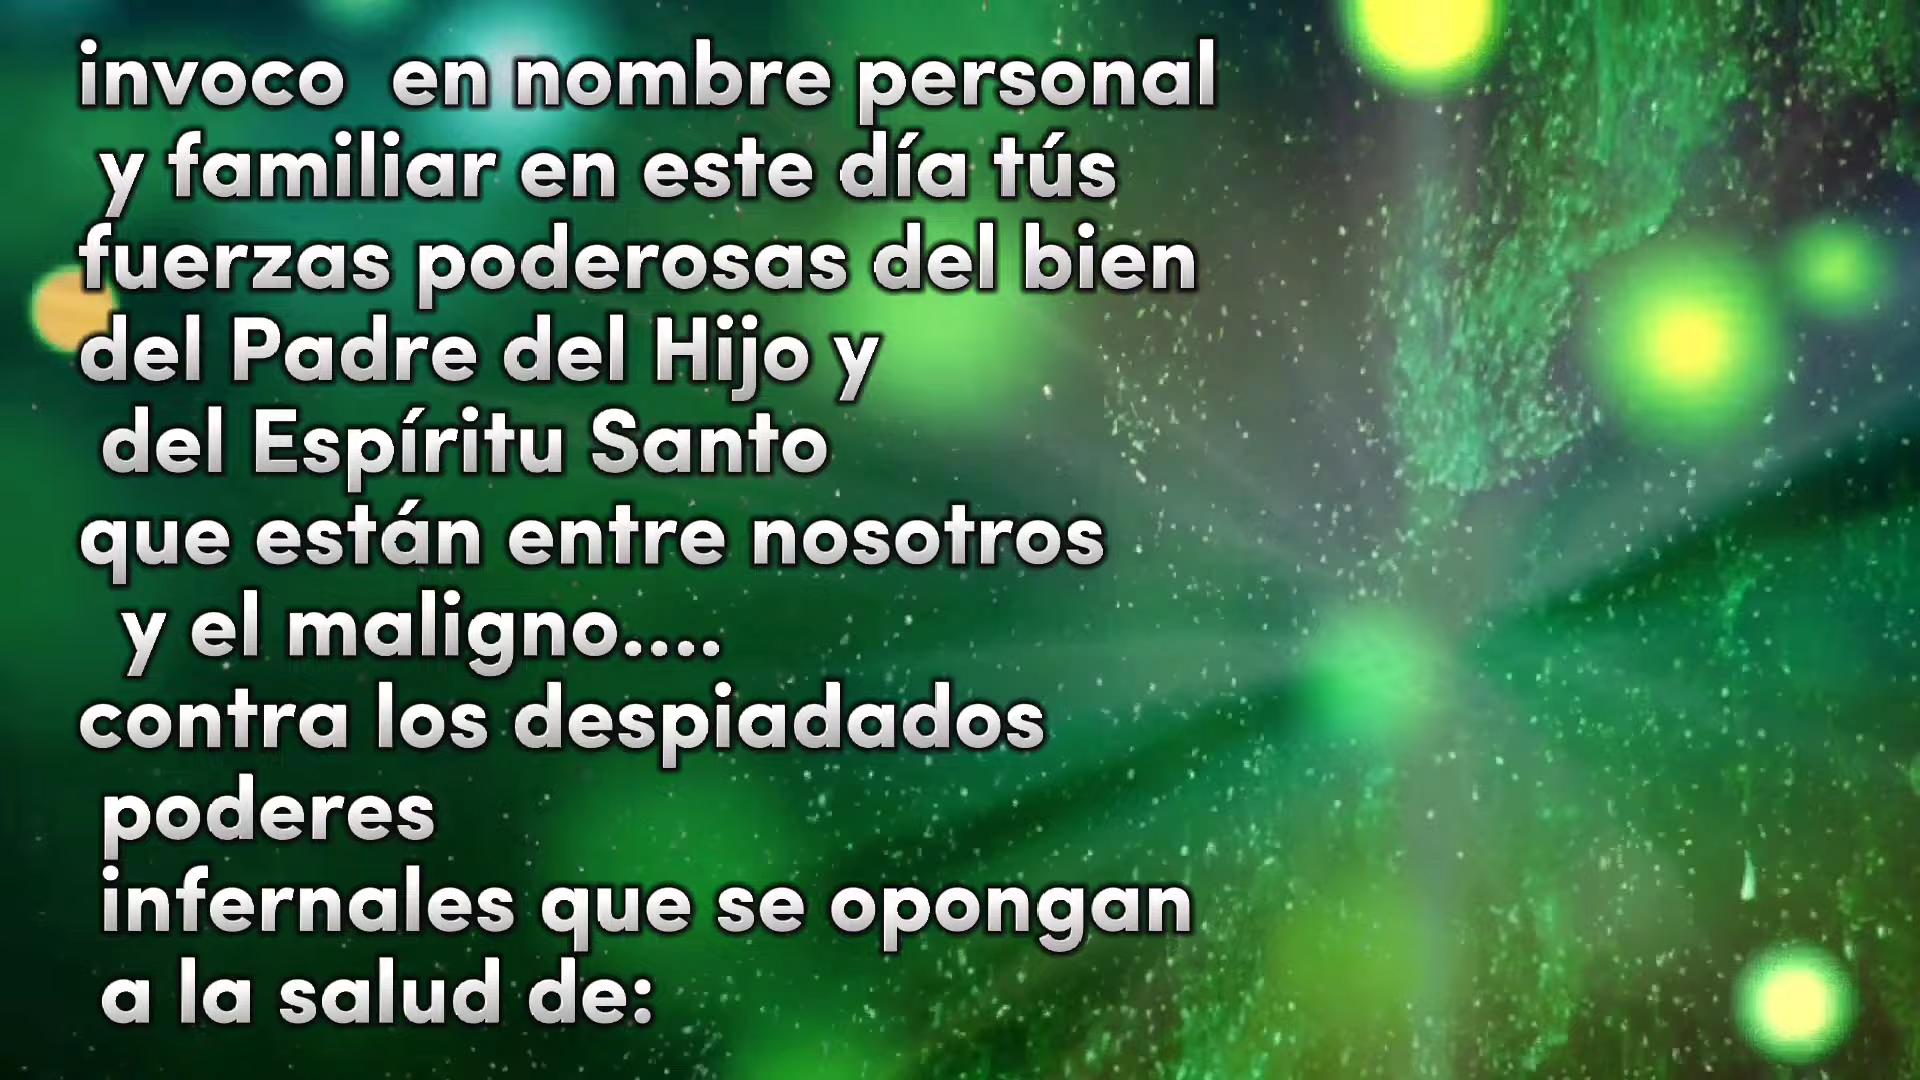 invoco en nombre personal
y familiar en este día tús
fuerzas poderosas del bien
del Padre del Hijo y
del Espíritu Santo
que están entre nosotros
y el maligno....
contra los despiadados
poderes
infernales que se opongan
a la salud de: